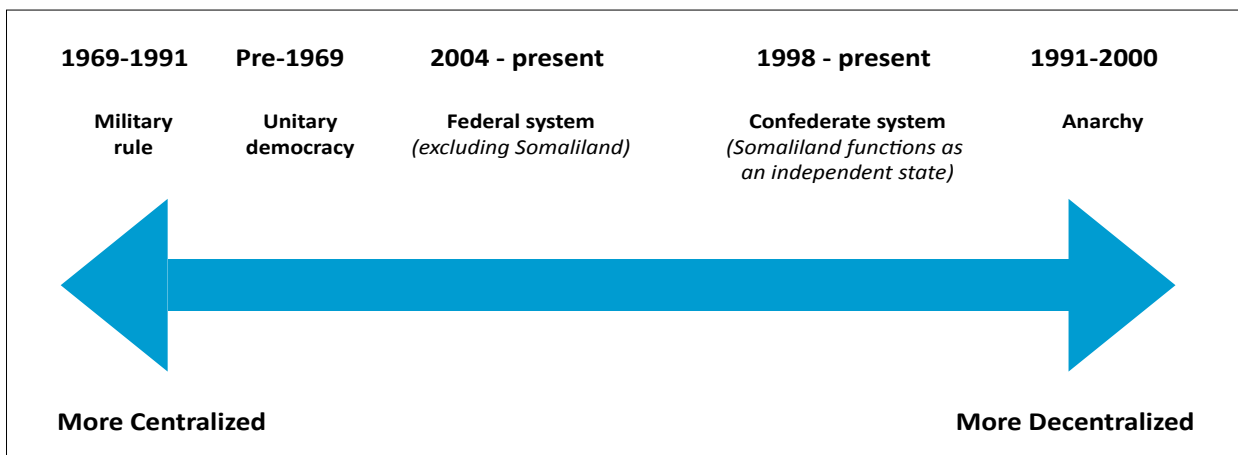 1969-1991 Pre-1969 2004 - present 1998 - present 1991-2000
Military rule
Unitary democracy
Federal system
(excluding Somaliland)
Confederate system
(Somaliland functions as
an independent state)
Anarchy
More Centralized
More Decentralized